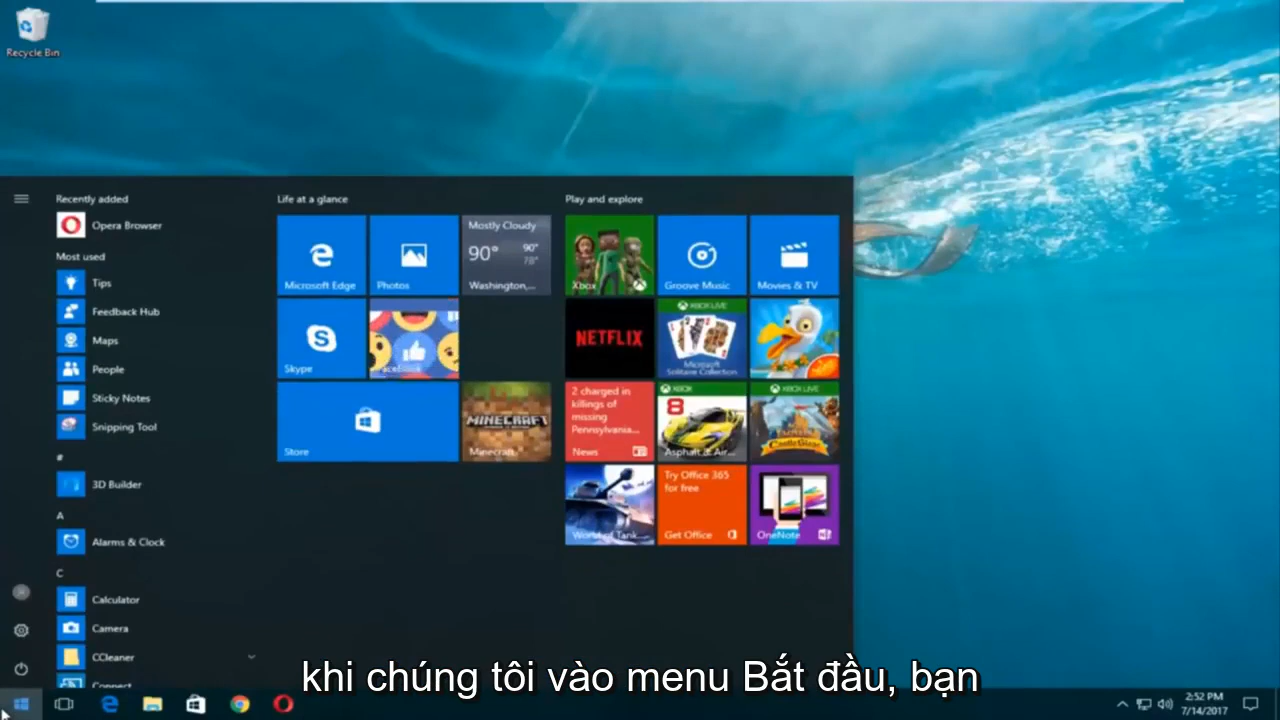 Recycle Bin
Recently added
Opera Browser
Most used
Tips
Feedback Hub
Maps
People
Sticky Notes
Snipping Tool
#
3D Builder
A
Alarms & Clock
C
Calculator
Camera
CCleaner
Connect
Life at a glance
Microsoft Edge
Photos
Mostly Cloudy
90° 90°
78°
Washington,...
Skype
Facebook
Store
MINECRAFT
Minecraft
Play and explore
Xbox
Groove Music
Movies & TV
NETFLIX
XBOX LIVE
Microsoft
Solitaire Collection
2 charged in
killings of
missing
Pennsylvania...
News
XBOX
8
Asphalt 8: Air...
XBOX LIVE
CastleSiege
World of Tank...
Try Office 365
for free
Get Office
OneNote
khi chúng tôi vào menu Bắt đầu, bạn
2:52 PM
7/14/2017